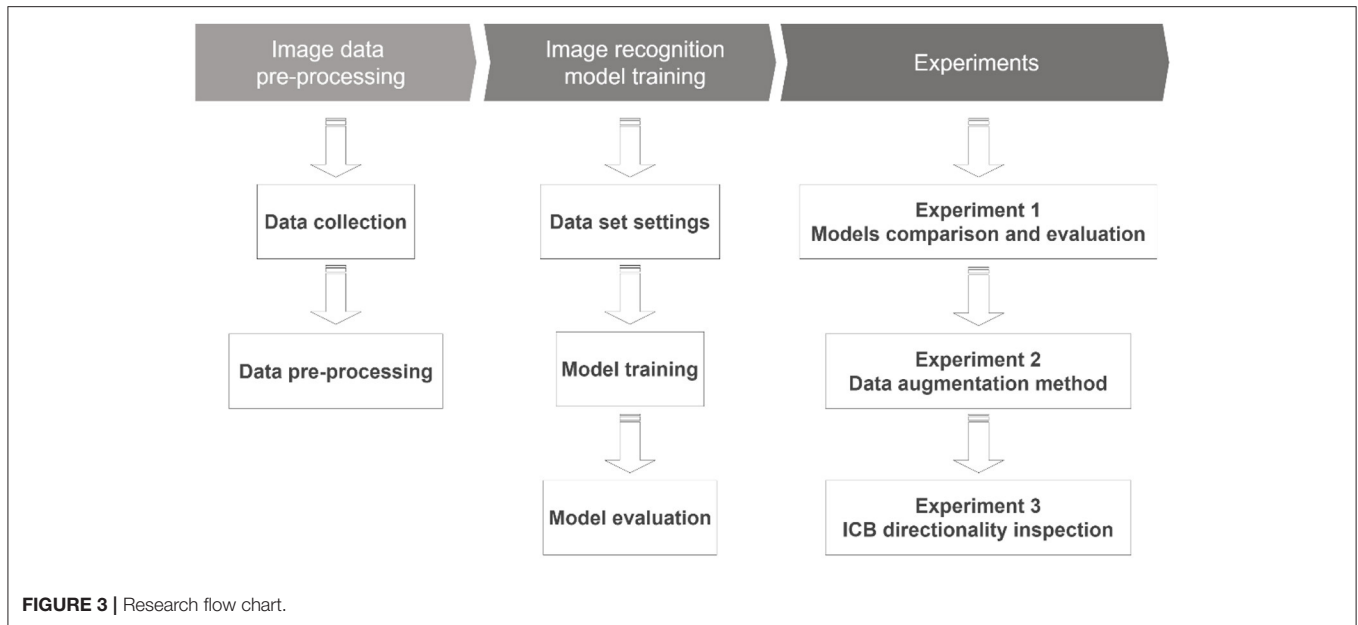 Image data
pre-processing
Image recognition
model training
Experiments
Data collection
Data pre-processing
Data set settings
Model training
Model evaluation
Experiment 1
Models comparison and evaluation
Experiment 2
Data augmentation method
Experiment 3
ICB directionality inspection
FIGURE 3 | Research flow chart.